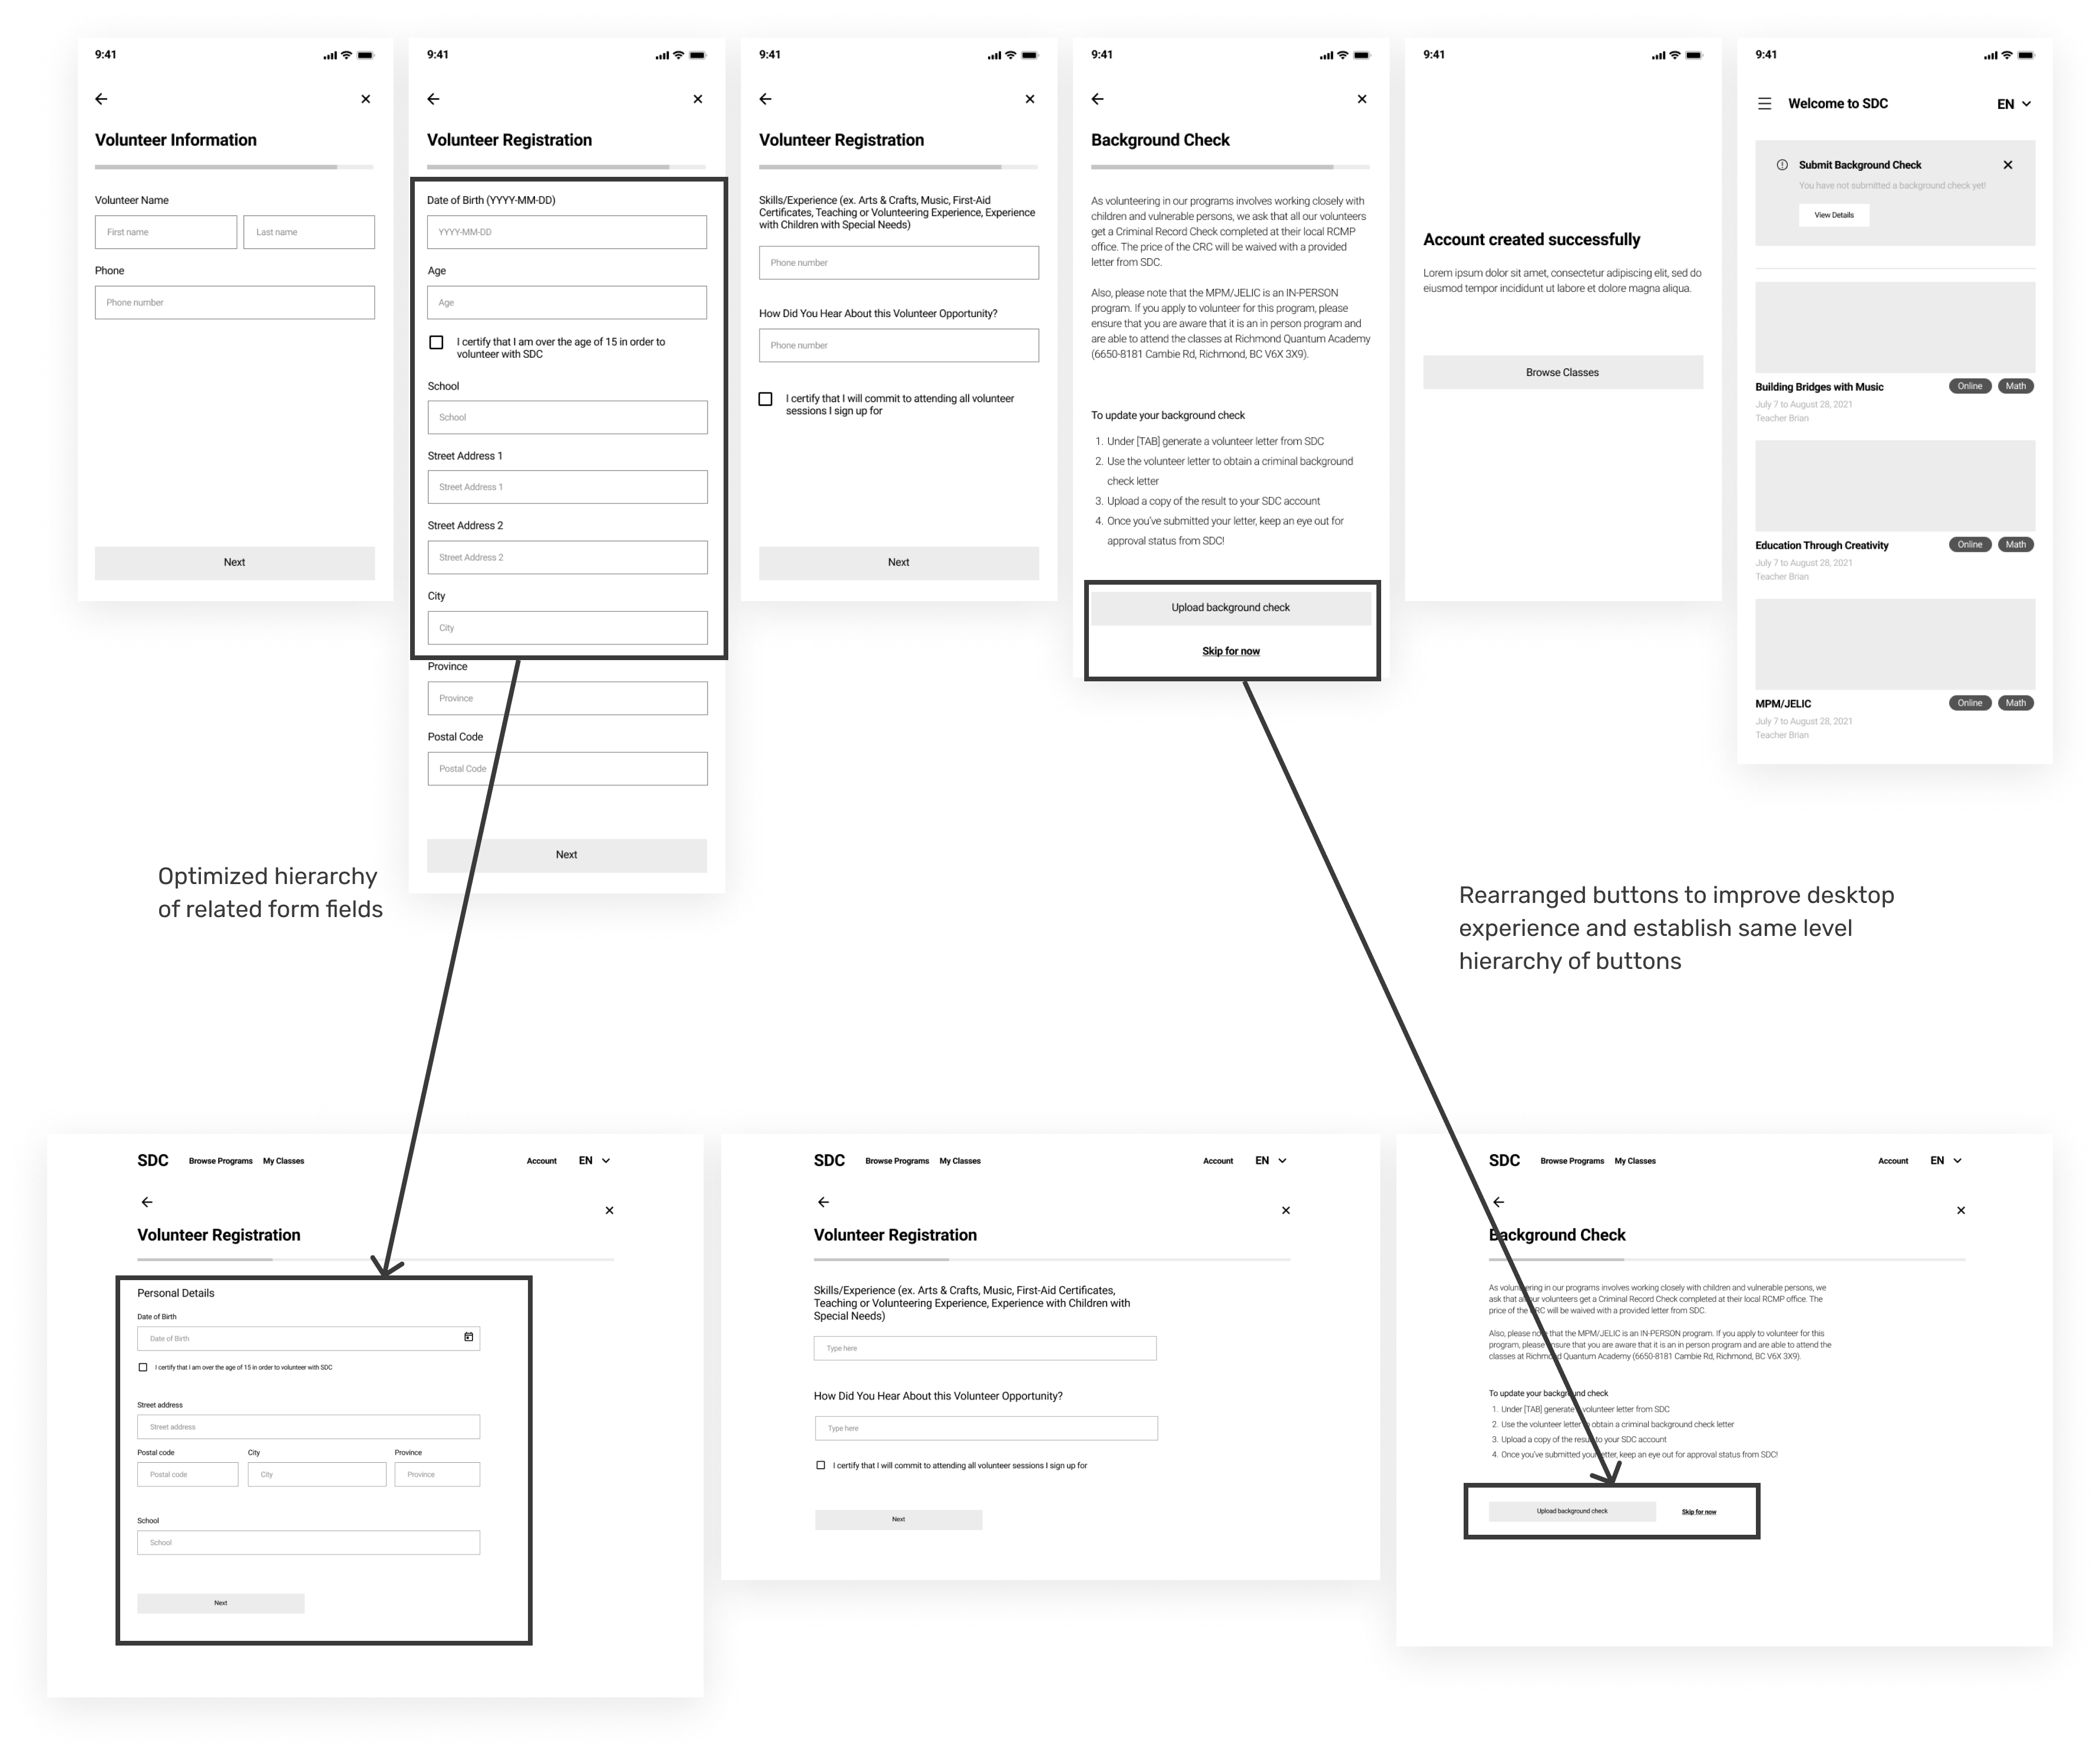 9:41
Volunteer Information
Volunteer Name
First name
Last name
Phone
Phone number
Next
9:41
Volunteer Registration
Date of Birth (YYYY-MM-DD)
YYYY-MM-DD
Age
Age
I certify that I am over the age of 15 in order to
volunteer with SDC
School
School
Street Address 1
Street Address 1
Street Address 2
Street Address 2
City
City
Province
Province
Postal Code
Postal Code
Next
9:41
Volunteer Registration
Skills/Experience (ex. Arts & Crafts, Music, First-Aid
Certificates, Teaching or Volunteering Experience, Experience
with Children with Special Needs)
Phone number
How Did You Hear About this Volunteer Opportunity?
Phone number
I certify that I will commit to attending all volunteer
sessions I sign up for
Next
9:41
Background Check
As volunteering in our programs involves working closely with
children and vulnerable persons, we ask that all our volunteers
get a Criminal Record Check completed at their local RCMP
office. The price of the CRC will be waived with a provided
letter from SDC.
Also, please note that the MPM/JELIC is an IN-PERSON
program. If you apply to volunteer for this program, please
ensure that you are aware that it is an in person program and
are able to attend the classes at Richmond Quantum Academy
(6650-8181 Cambie Rd, Richmond, BC V6X 3X9).
To update your background check
1. Under [TAB] generate a volunteer letter from SDC
2. Use the volunteer letter to obtain a criminal background
check letter
3. Upload a copy of the result to your SDC account
4. Once you've submitted your letter, keep an eye out for
approval status from SDC!
Upload background check
Skip for now
9:41
Account created successfully
Lorem ipsum dolor sit amet, consectetur adipiscing elit, sed do
eiusmod tempor incididunt ut labore et dolore magna aliqua.
Browse Classes
9:41
Welcome to SDC
EN
Submit Background Check
You have not submitted a background check yet!
View Details
Building Bridges with Music
Online
Math
July 7 to August 28, 2021
Teacher Brian
Education Through Creativity
Online
Math
July 7 to August 28, 2021
Teacher Brian
MPM/JELIC
Online
Math
July 7 to August 28, 2021
Teacher Brian
Optimized hierarchy
of related form fields
Rearranged buttons to improve desktop
experience and establish same level
hierarchy of buttons
SDC
Browse Programs
My Classes
Account
EN
Volunteer Registration
Personal Details
Date of Birth
Date of Birth
I certify that I am over the age of 15 in order to volunteer with SDC
Street address
Street address
Postal code
City
Province
Postal code
City
Province
School
School
Next
SDC
Browse Programs
My Classes
Account
EN
Volunteer Registration
Skills/Experience (ex. Arts & Crafts, Music, First-Aid Certificates,
Teaching or Volunteering Experience, Experience with Children with
Special Needs)
Type here
How Did You Hear About this Volunteer Opportunity?
Type here
I certify that I will commit to attending all volunteer sessions I sign up for
Next
SDC
Browse Programs
My Classes
Account
EN
Background Check
As volunteering in our programs involves working closely with children and vulnerable persons, we
ask that all our volunteers get a Criminal Record Check completed at their local RCMP office. The
price of the CRC will be waived with a provided letter from SDC.
Also, please note that the MPM/JELIC is an IN-PERSON program. If you apply to volunteer for this
program, please ensure that you are aware that it is an in person program and are able to attend the
classes at Richmond Quantum Academy (6650-8181 Cambie Rd, Richmond, BC V6X 3X9).
To update your background check
1. Under [TAB] generate a volunteer letter from SDC
2. Use the volunteer letter to obtain a criminal background check letter
3. Upload a copy of the result to your SDC account
4. Once you've submitted your letter, keep an eye out for approval status from SDC!
Upload background check
Skip for now